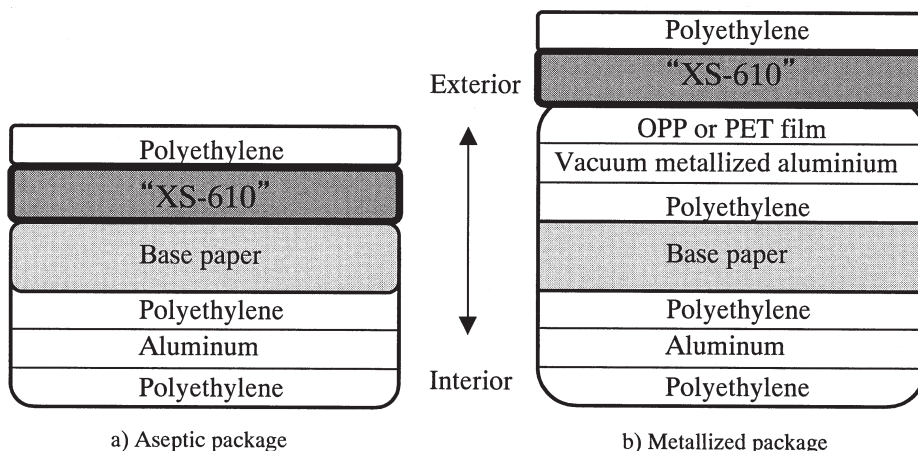 Polyethylene
“XS-610”
Base paper
Polyethylene
Aluminum
Polyethylene
a) Aseptic package
Exterior
Interior
Polyethylene
“XS-610”
OPP or PET film
Vacuum metallized aluminium
Polyethylene
Base paper
Polyethylene
Aluminum
Polyethylene
b) Metallized package